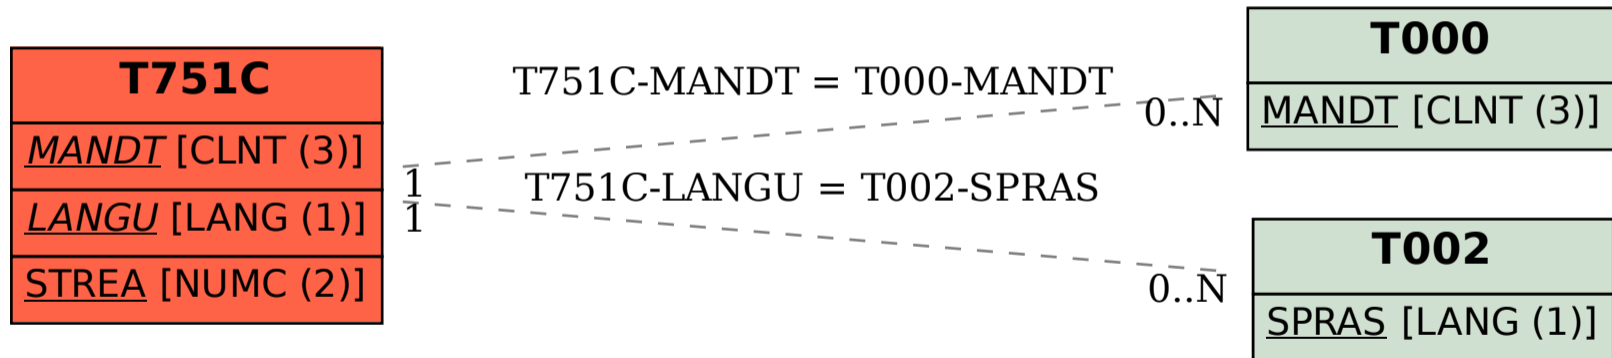 T751C
MANDT [CLNT (3)]
LANGU [LANG (1)]
STREA [NUMC (2)]
T751C-MANDT = T000-MANDT
0..N
1
T751C-LANGU = T002-SPRAS
1
0..N
T000
MANDT [CLNT (3)]
T002
SPRAS [LANG (1)]